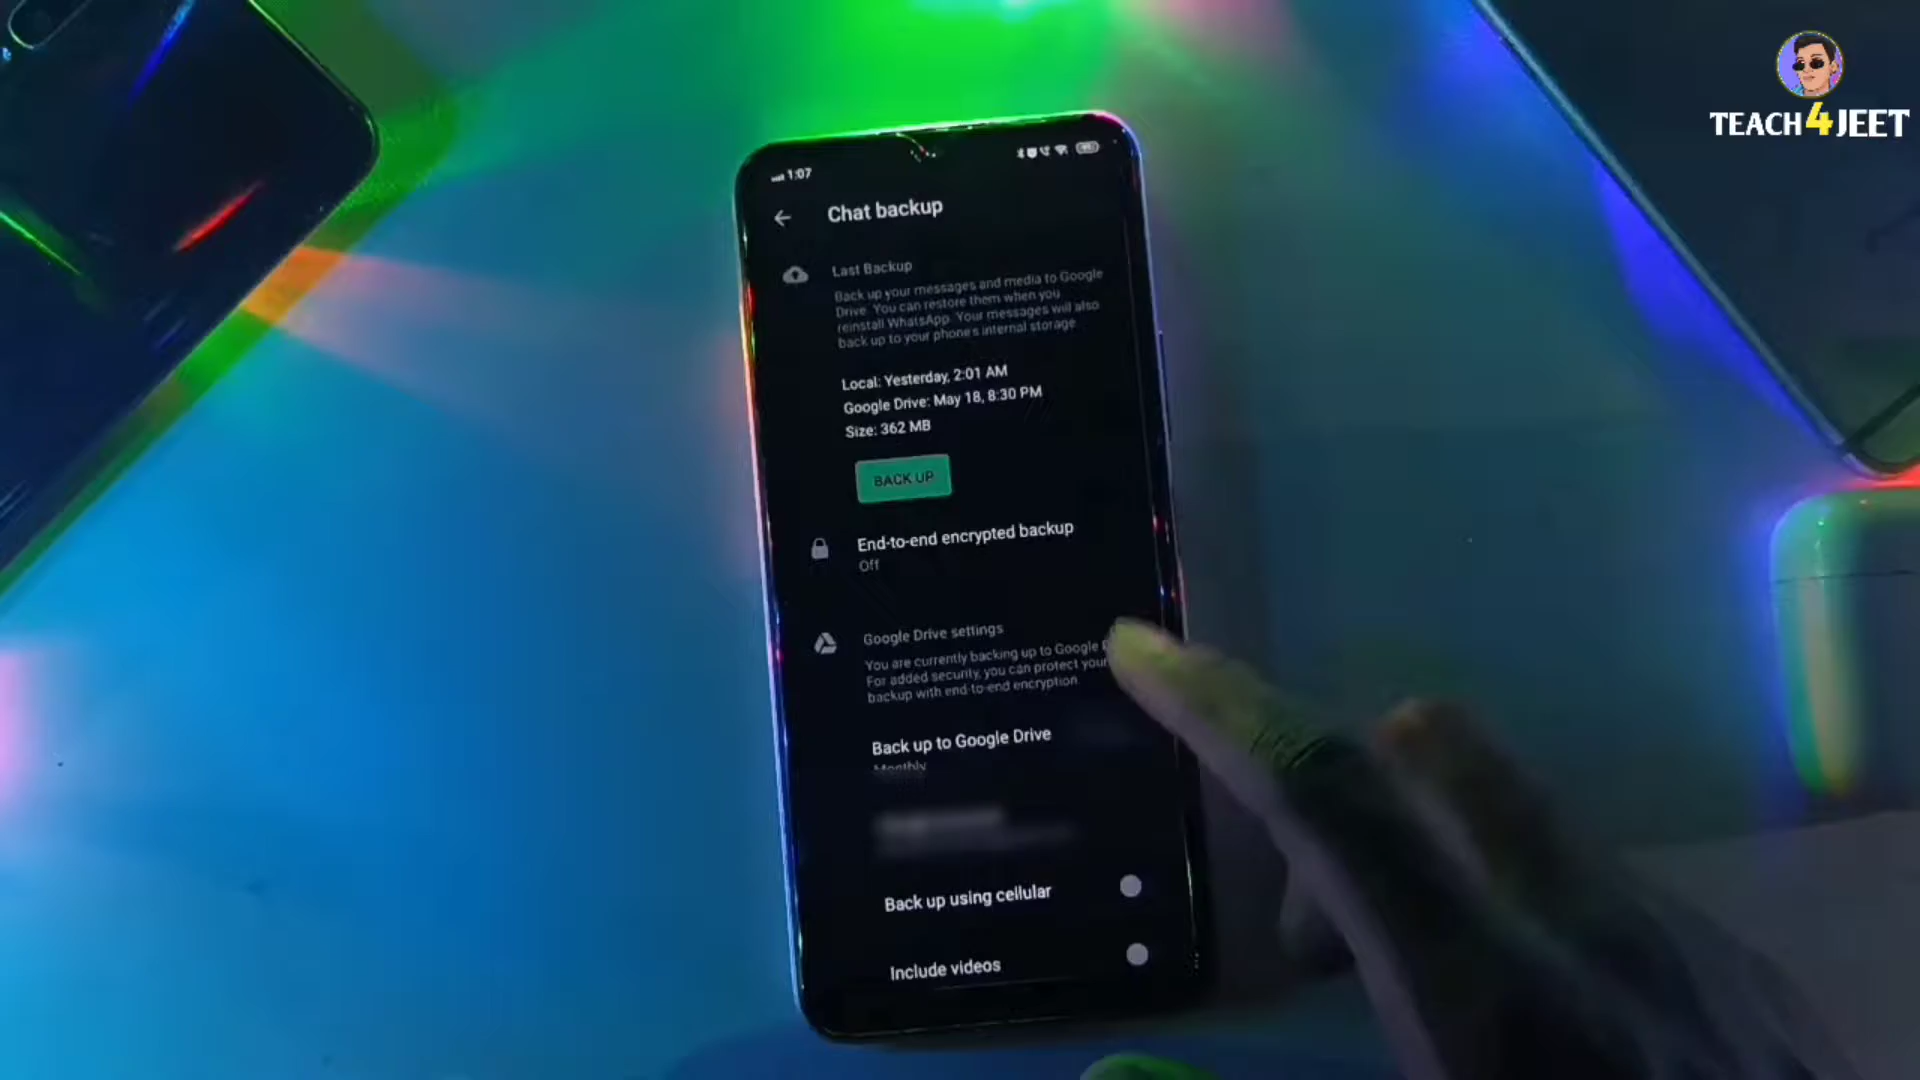 TEACH4JEET
1:07
Chat backup
Last Backup
Back up your messages and media to Google
Drive. You can restore them when you
reinstall WhatsApp. Your messages will also
back up to your phone's internal storage
Local: Yesterday, 2:01 AM
Google Drive: May 18, 8:30 PM
Size: 362 MB
BACK UP
End-to-end encrypted backup
Off
Google Drive settings
You are currently backing up to Google
For added security, you can protect your
backup with end-to-end encryption
Back up to Google Drive
Monthly
Back up using cellular
Include videos